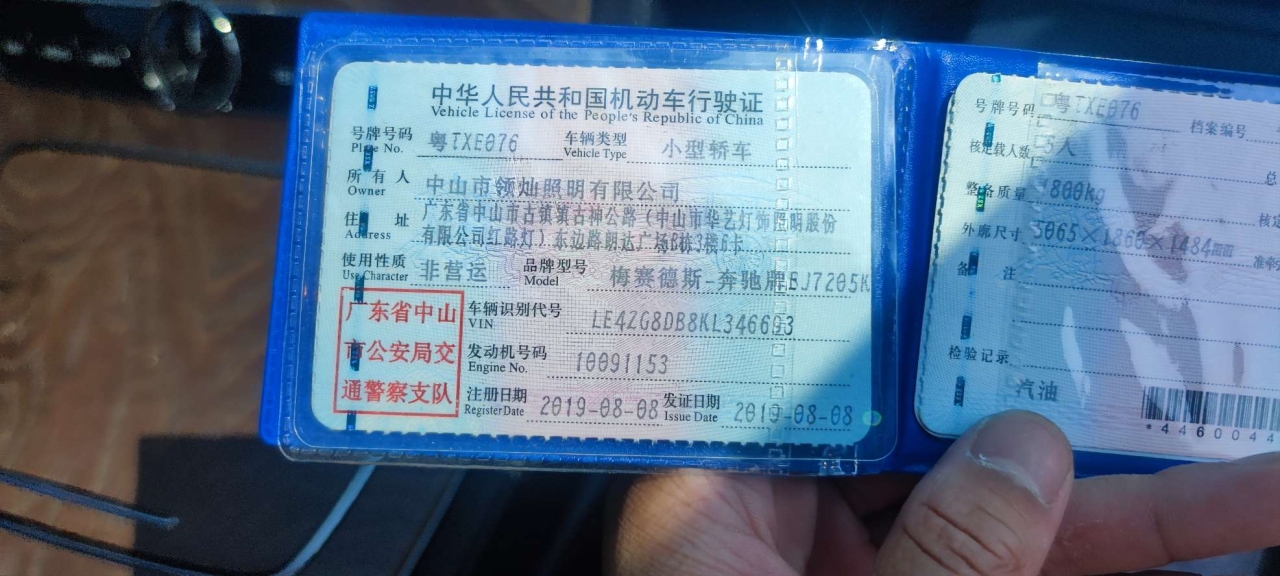 中华人民共和国机动车行驶证
Vehicle License of the People's Republic of China
号牌号码 粤TXE076 车辆类型 小型轿车
Plate No. Vehicle Type
所有人 中山市领灿照明有限公司
Owner
住址 广东省中山市古镇镇古神公路（中山市华艺灯饰照明股份
Address 有限公司红路灯）东边路朗达广场B栋3楼6卡
使用性质 非营运 品牌型号 梅赛德斯-奔驰牌BJ7205K
Use Character Model
广东省中山
市公安局交
通警察支队
车辆识别代号 LE4ZG8DB8KL346693
VIN
发动机号码 10091153
Engine No.
注册日期 2019-08-08 发证日期 2019-08-08
Register Date Issue Date
号牌号码 粤TXE076 档案编号
核定载人数 5人 总
整备质量 1800kg 核定
外廓尺寸 5065×1860×1484mm 准牵
备注
检验记录
汽油
*446004